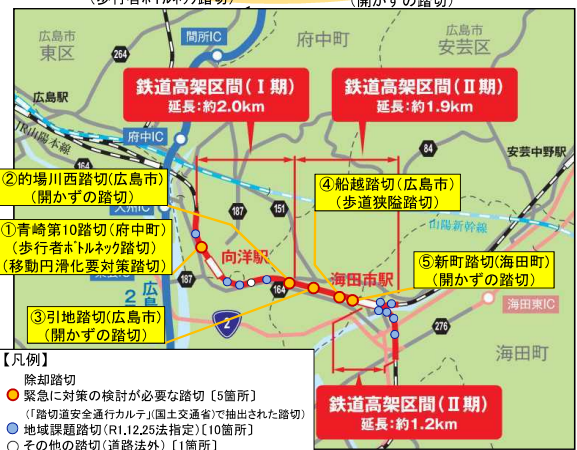 (歩行者ﾎﾞﾄﾙﾈｯｸ踏切)
(開かずの踏切)
広島市
東区
264
間所IC
府中町
広島市
安芸区
鉄道高架区間(Ⅰ期)
延長:約2.0km
鉄道高架区間(Ⅱ期)
延長:約1.9km
広島駅
JR山陽本線
府中IC
84
安芸中野駅
164
②的場川西踏切(広島市)
(開かずの踏切)
④船越踏切(広島市)
(歩道狭隘踏切)
187
151
山陽新幹線
①青崎第10踏切(府中町)
(歩行者ﾎﾞﾄﾙﾈｯｸ踏切)
(移動円滑化要対策踏切)
向洋駅
海田市駅
⑤新町踏切(海田町)
(開かずの踏切)
187
164
2
広島
2
海田東IC
③引地踏切(広島市)
(開かずの踏切)
276
海田町
【凡例】
除却踏切
緊急に対策の検討が必要な踏切〔5箇所〕
(「踏切道安全通行カルテ」(国土交通省)で抽出された踏切)
地域課題踏切(R1,12,25法指定)〔10箇所〕
その他の踏切(道路法外)〔1箇所〕
鉄道高架区間(Ⅱ期)
延長:約1.2km